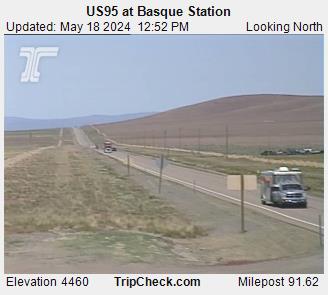 US95 at Basque Station
Updated: May 18 2024 12:52 PM Looking North
Elevation 4460 TripCheck.com Milepost 91.62